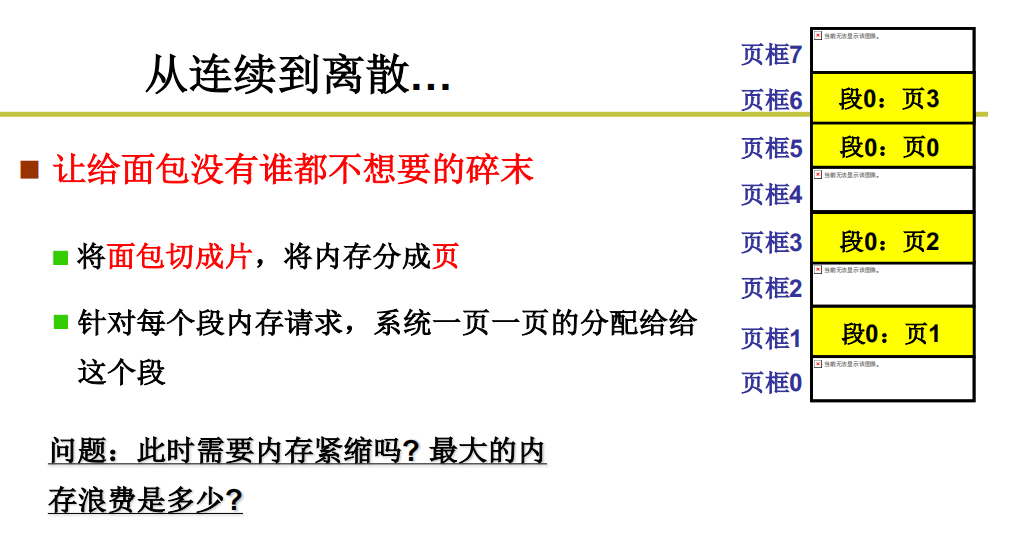 从连续到离散…
让给面包没有谁都不想要的碎末
将面包切成片，将内存分成页
针对每个段内存请求，系统一页一页的分配给给
这个段
问题：此时需要内存紧缩吗? 最大的内
存浪费是多少?
页框7
当前无法显示该图像。
页框6
段0：页3
页框5
段0：页0
页框4
当前无法显示该图像。
页框3
段0：页2
页框2
当前无法显示该图像。
页框1
段0：页1
页框0
当前无法显示该图像。